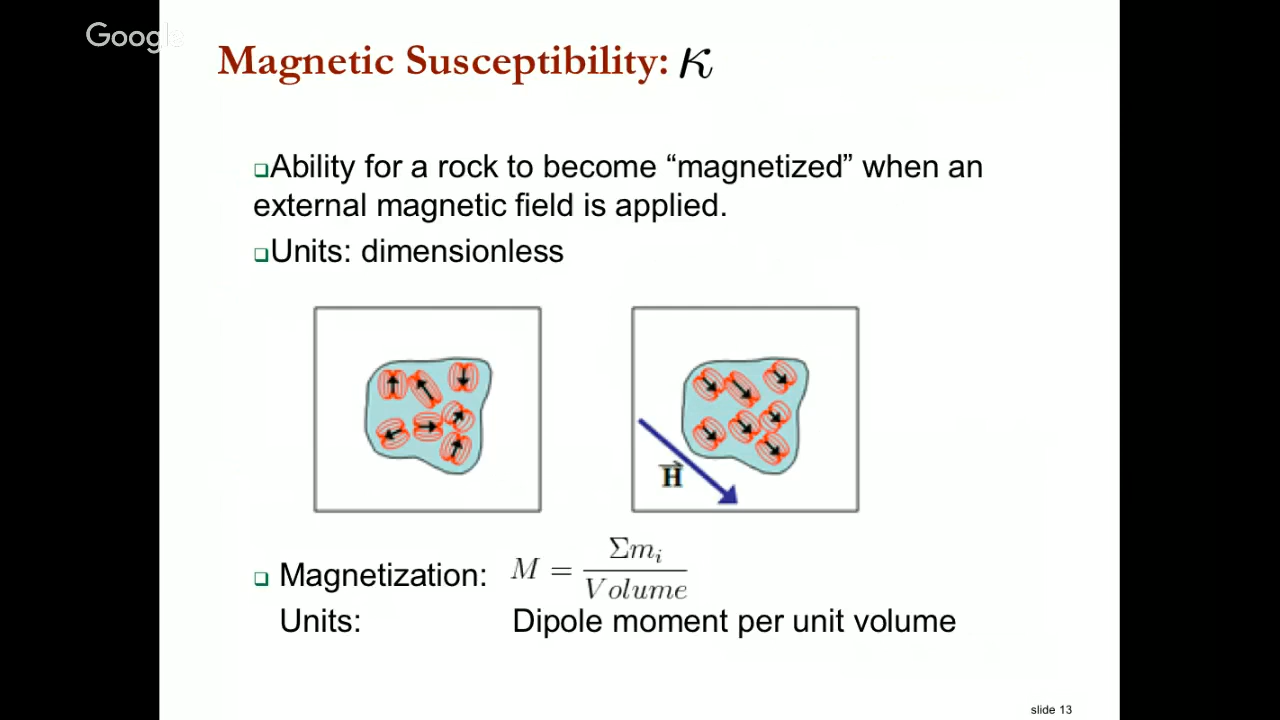 Google
Magnetic Susceptibility: κ
❑Ability for a rock to become “magnetized” when an
external magnetic field is applied.
❑Units: dimensionless
H⃗
❑ Magnetization: M = Σmᵢ / Volume
Units: Dipole moment per unit volume
slide 13